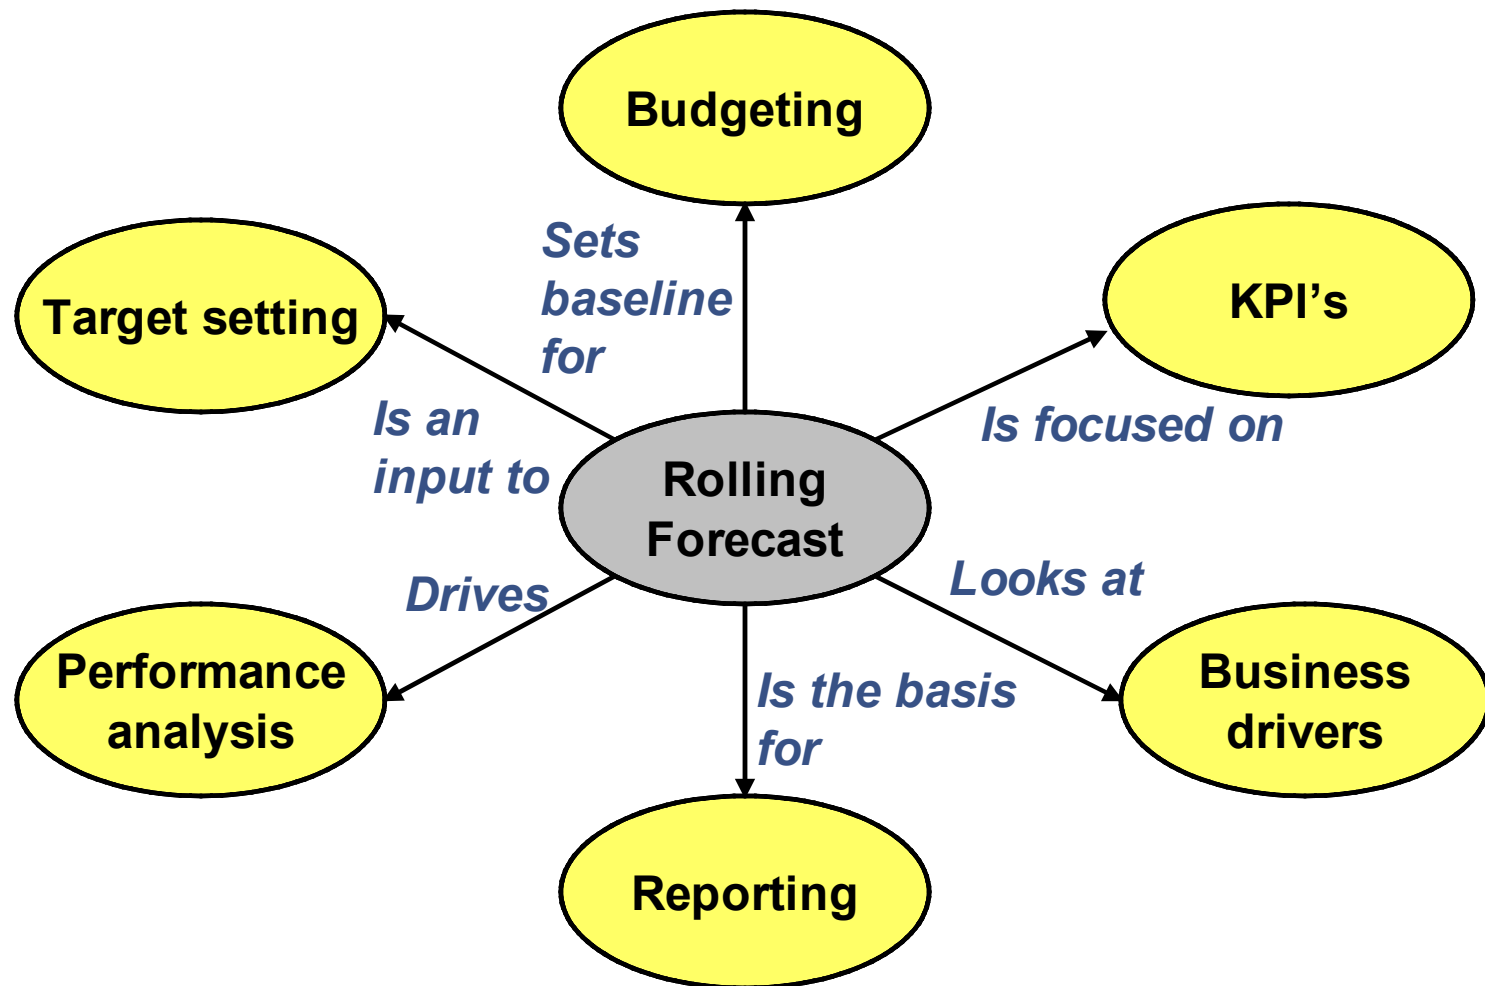 Budgeting
Sets
baseline
for
Target setting
KPI’s
Is an
input to
Is focused on
Rolling
Forecast
Drives
Looks at
Performance
analysis
Is the basis
for
Business
drivers
Reporting